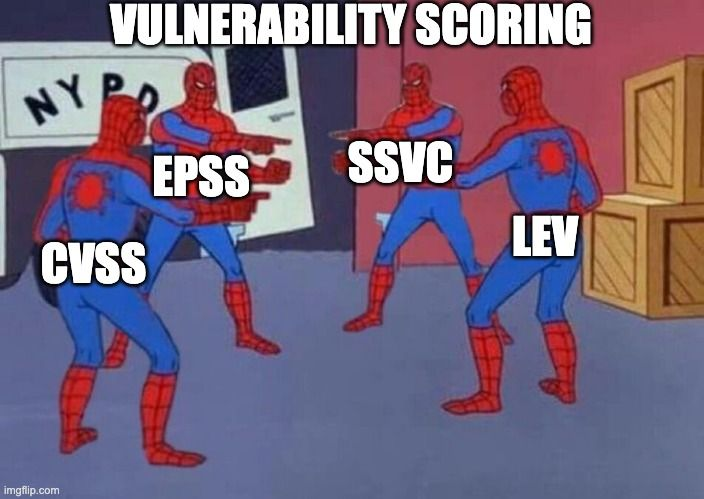 VULNERABILITY SCORING
NYPD
EPSS
SSVC
CVSS
LEV
imgflip.com